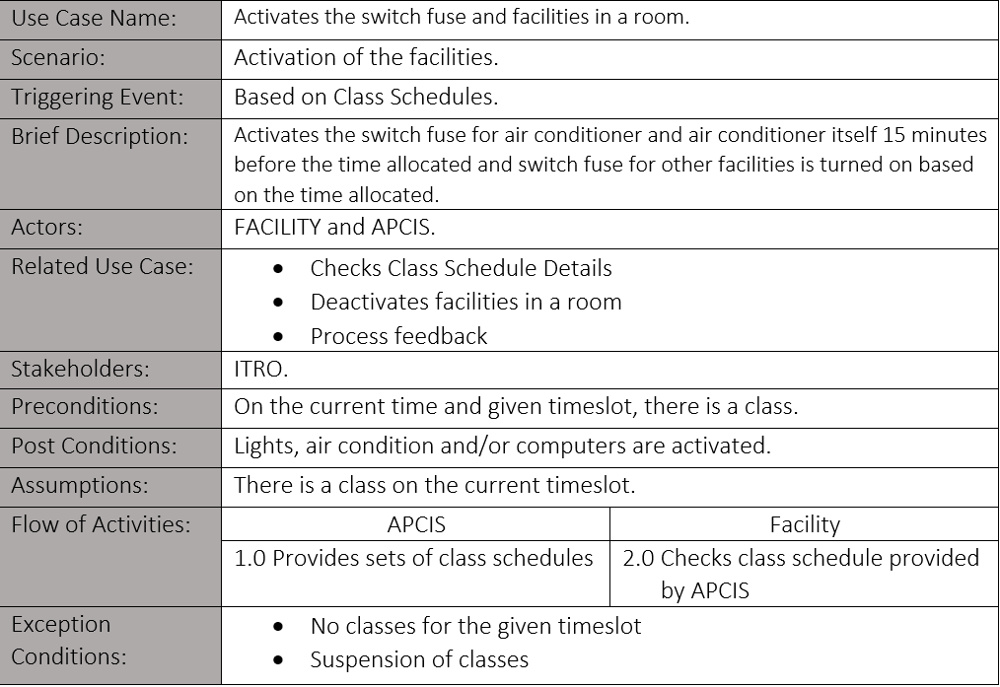 Use Case Name: Activates the switch fuse and facilities in a room.
Scenario: Activation of the facilities.
Triggering Event: Based on Class Schedules.
Brief Description: Activates the switch fuse for air conditioner and air conditioner itself 15 minutes
before the time allocated and switch fuse for other facilities is turned on based
on the time allocated.
Actors: FACILITY and APCIS.
Related Use Case: • Checks Class Schedule Details
• Deactivates facilities in a room
• Process feedback
Stakeholders: ITRO.
Preconditions: On the current time and given timeslot, there is a class.
Post Conditions: Lights, air condition and/or computers are activated.
Assumptions: There is a class on the current timeslot.
Flow of Activities: APCIS Facility
1.0 Provides sets of class schedules 2.0 Checks class schedule provided
by APCIS
Exception • No classes for the given timeslot
Conditions: • Suspension of classes